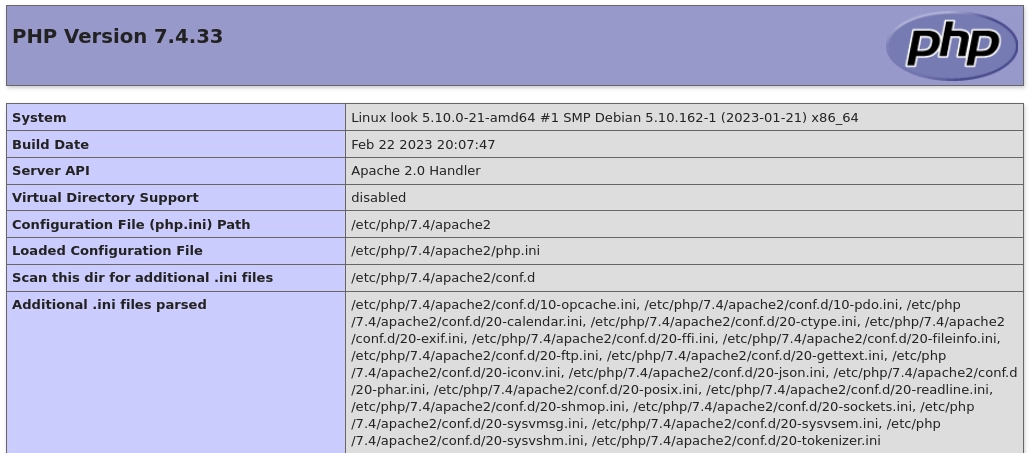 PHP Version 7.4.33
php
System Linux look 5.10.0-21-amd64 #1 SMP Debian 5.10.162-1 (2023-01-21) x86_64
Build Date Feb 22 2023 20:07:47
Server API Apache 2.0 Handler
Virtual Directory Support disabled
Configuration File (php.ini) Path /etc/php/7.4/apache2
Loaded Configuration File /etc/php/7.4/apache2/php.ini
Scan this dir for additional .ini files /etc/php/7.4/apache2/conf.d
Additional .ini files parsed /etc/php/7.4/apache2/conf.d/10-opcache.ini, /etc/php/7.4/apache2/conf.d/10-pdo.ini, /etc/php
/7.4/apache2/conf.d/20-calendar.ini, /etc/php/7.4/apache2/conf.d/20-ctype.ini, /etc/php/7.4/apache2
/conf.d/20-exif.ini, /etc/php/7.4/apache2/conf.d/20-ffi.ini, /etc/php/7.4/apache2/conf.d/20-fileinfo.ini,
/etc/php/7.4/apache2/conf.d/20-ftp.ini, /etc/php/7.4/apache2/conf.d/20-gettext.ini, /etc/php
/7.4/apache2/conf.d/20-iconv.ini, /etc/php/7.4/apache2/conf.d/20-json.ini, /etc/php/7.4/apache2/conf.d
/20-phar.ini, /etc/php/7.4/apache2/conf.d/20-posix.ini, /etc/php/7.4/apache2/conf.d/20-readline.ini,
/etc/php/7.4/apache2/conf.d/20-shmop.ini, /etc/php/7.4/apache2/conf.d/20-sockets.ini, /etc/php
/7.4/apache2/conf.d/20-sysvmsg.ini, /etc/php/7.4/apache2/conf.d/20-sysvsem.ini, /etc/php
/7.4/apache2/conf.d/20-sysvshm.ini, /etc/php/7.4/apache2/conf.d/20-tokenizer.ini